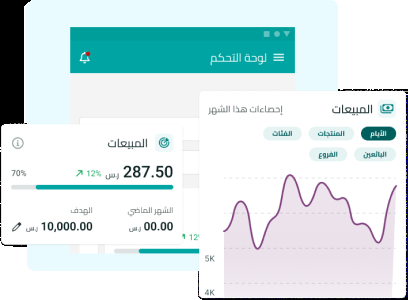 لوحة التحكم
المبيعات
إحصاءات هذا الشهر
الأيام
المنتجات
الفئات
البائعين
الفروع
5K
4K
المبيعات
287.50 ر.س
12%
70%
الشهر الماضي
الهدف
00.00 ر.س
10,000.00 ر.س
12%